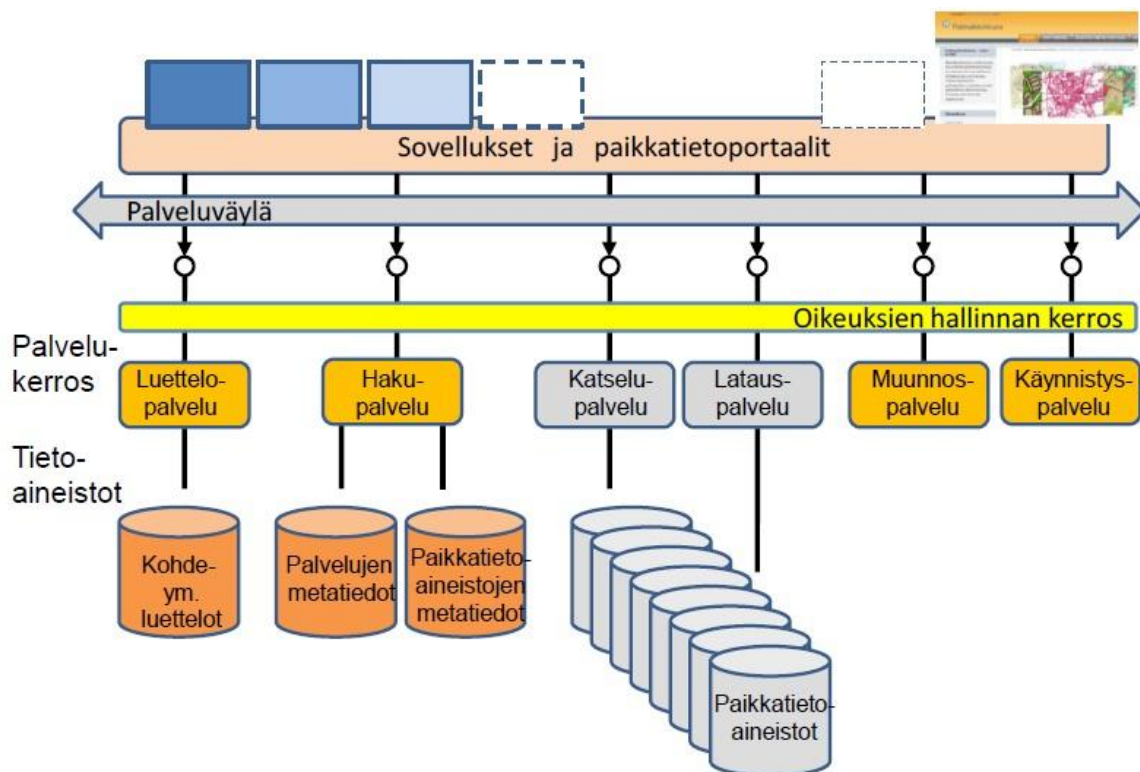 Sovellukset ja paikkatietoportaalit
Palveluväylä
Oikeuksien hallinnan kerros
Palvelu-
kerros
Luettelo-
palvelu
Haku-
palvelu
Katselu-
palvelu
Lataus-
palvelu
Muunnos-
palvelu
Käynnistys-
palvelu
Tieto-
aineistot
Kohde-
ym.
luettelot
Palvelujen
metatiedot
Paikkatieto-
aineistojen
metatiedot
Paikkatieto-
aineistot